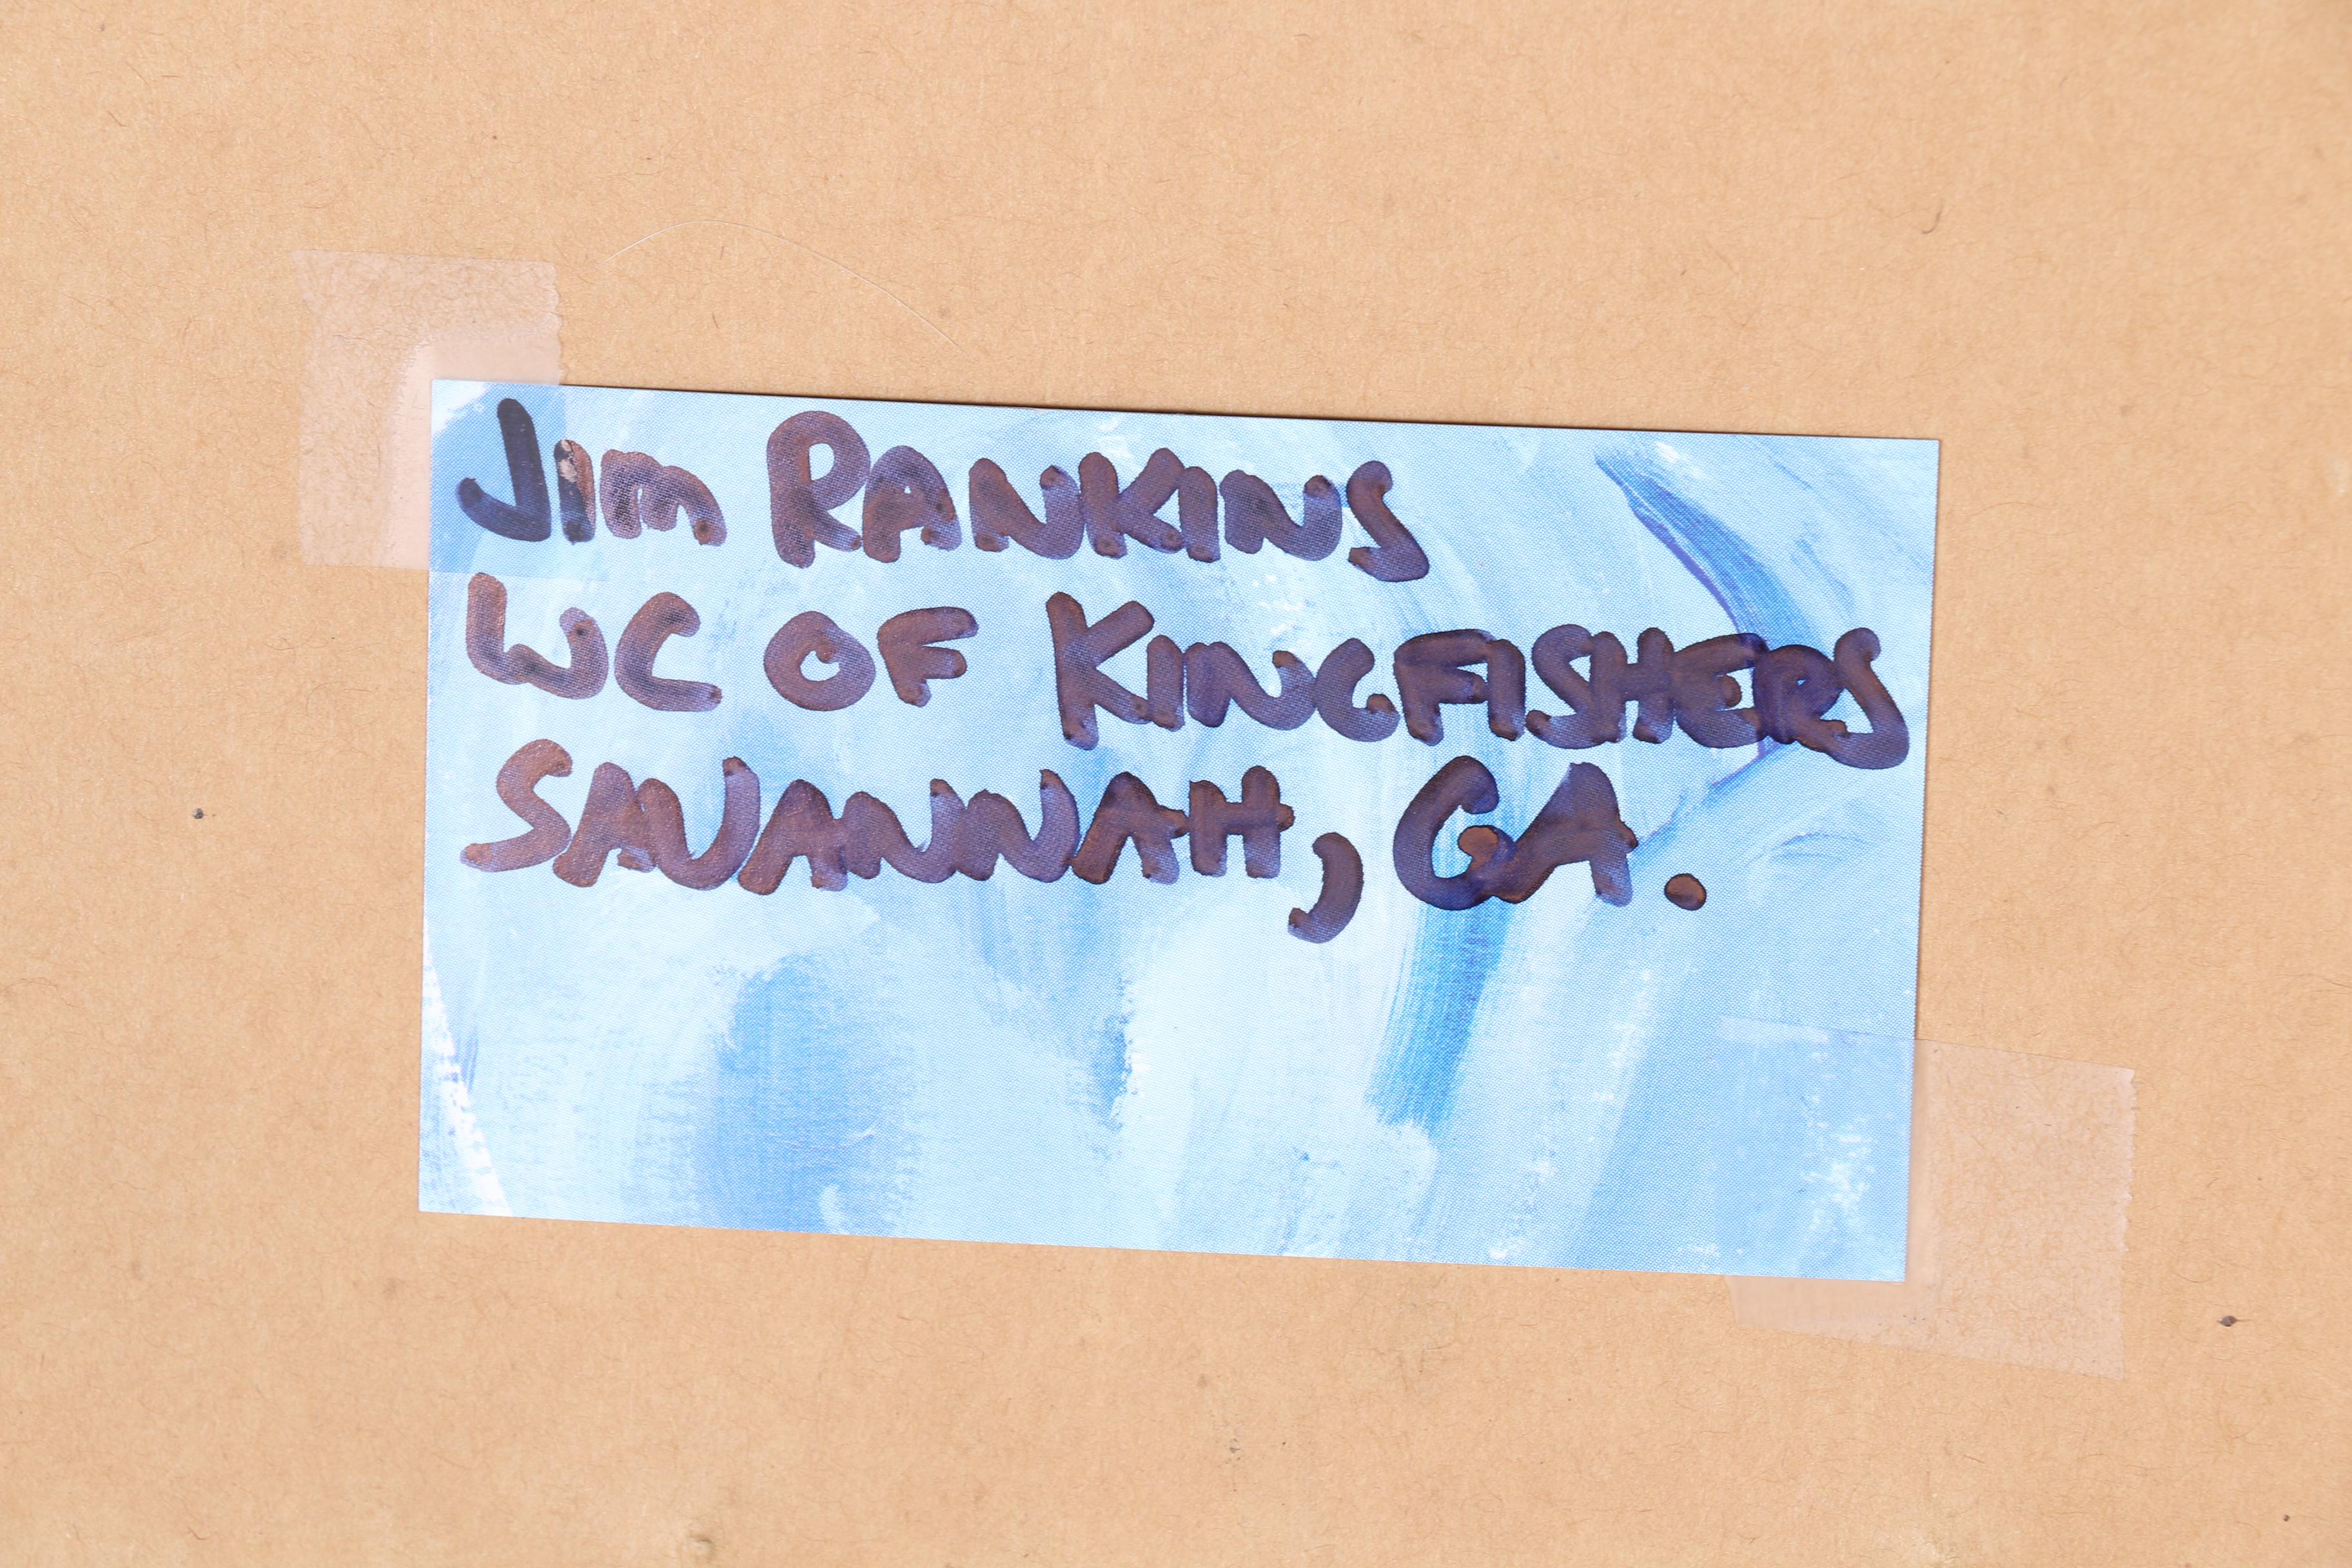 Jim RANKINS
WC OF KINGFISHERS
SAVANNAH, GA.